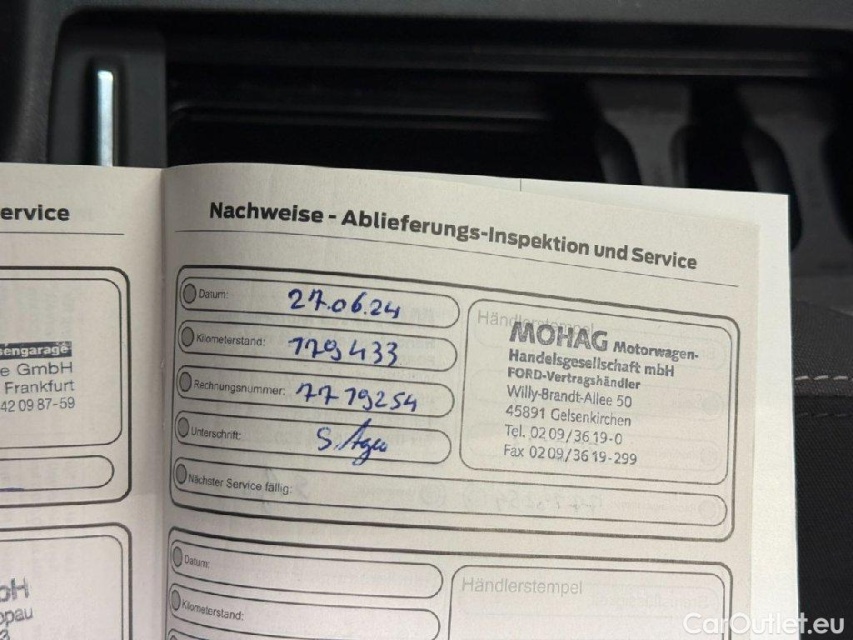 ervice
sengarage
e GmbH
Frankfurt
42 09 87-59
pau
Nachweise - Ablieferungs-Inspektion und Service
Datum: 27.06.24
Kilometerstand: 179433
Rechnungsnummer: 7779254
Unterschrift:
Nächster Service fällig:
Händlerstempel
MOHAG Motorwagen-
Handelsgesellschaft mbH
FORD-Vertragshändler
Willy-Brandt-Allee 50
45891 Gelsenkirchen
Tel. 02 09/36 19-0
Fax 02 09/36 19-299
Datum:
Kilometerstand:
Händlerstempel
CarOutlet.eu